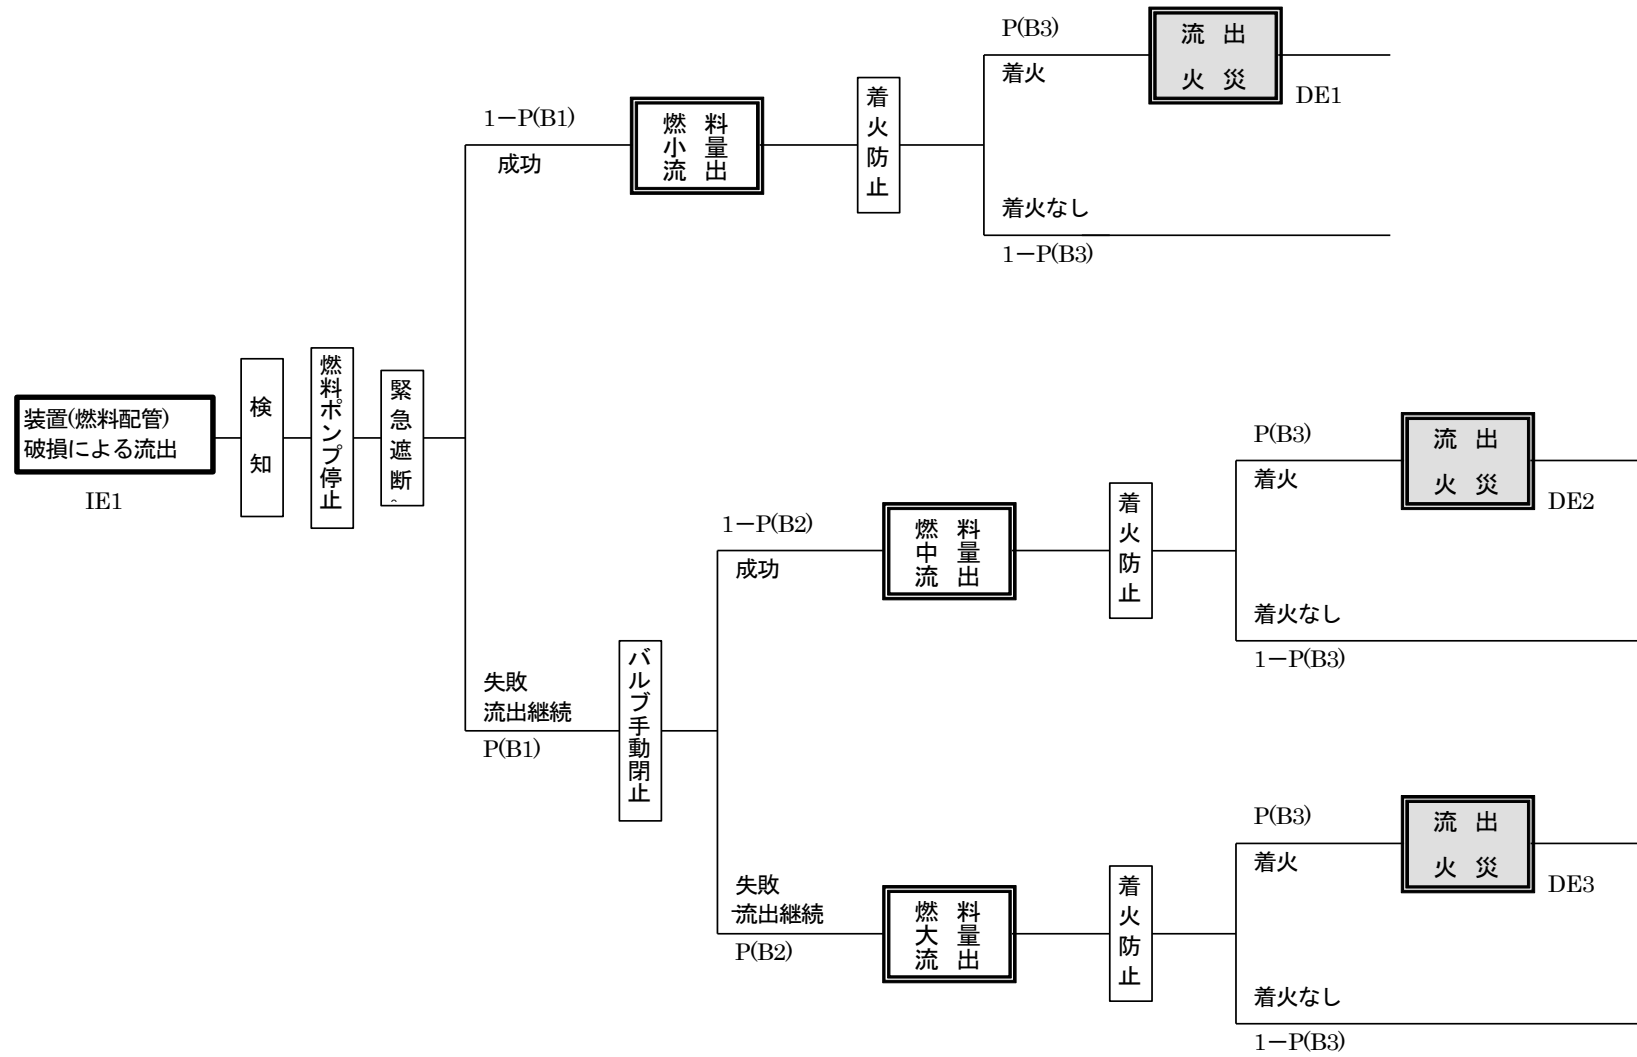 装置(燃料配管)
破損による流出
IE1
検知
燃料ポンプ停止
緊急遮断
1－P(B1)
成功
燃料
小量
流出
着火防止
P(B3)
着火
流出
火災
DE1
着火なし
1－P(B3)
失敗
流出継続
P(B1)
バルブ手動閉止
1－P(B2)
成功
燃料
中量
流出
着火防止
P(B3)
着火
流出
火災
DE2
着火なし
1－P(B3)
失敗
流出継続
P(B2)
燃料
大量
流出
着火防止
P(B3)
着火
流出
火災
DE3
着火なし
1－P(B3)